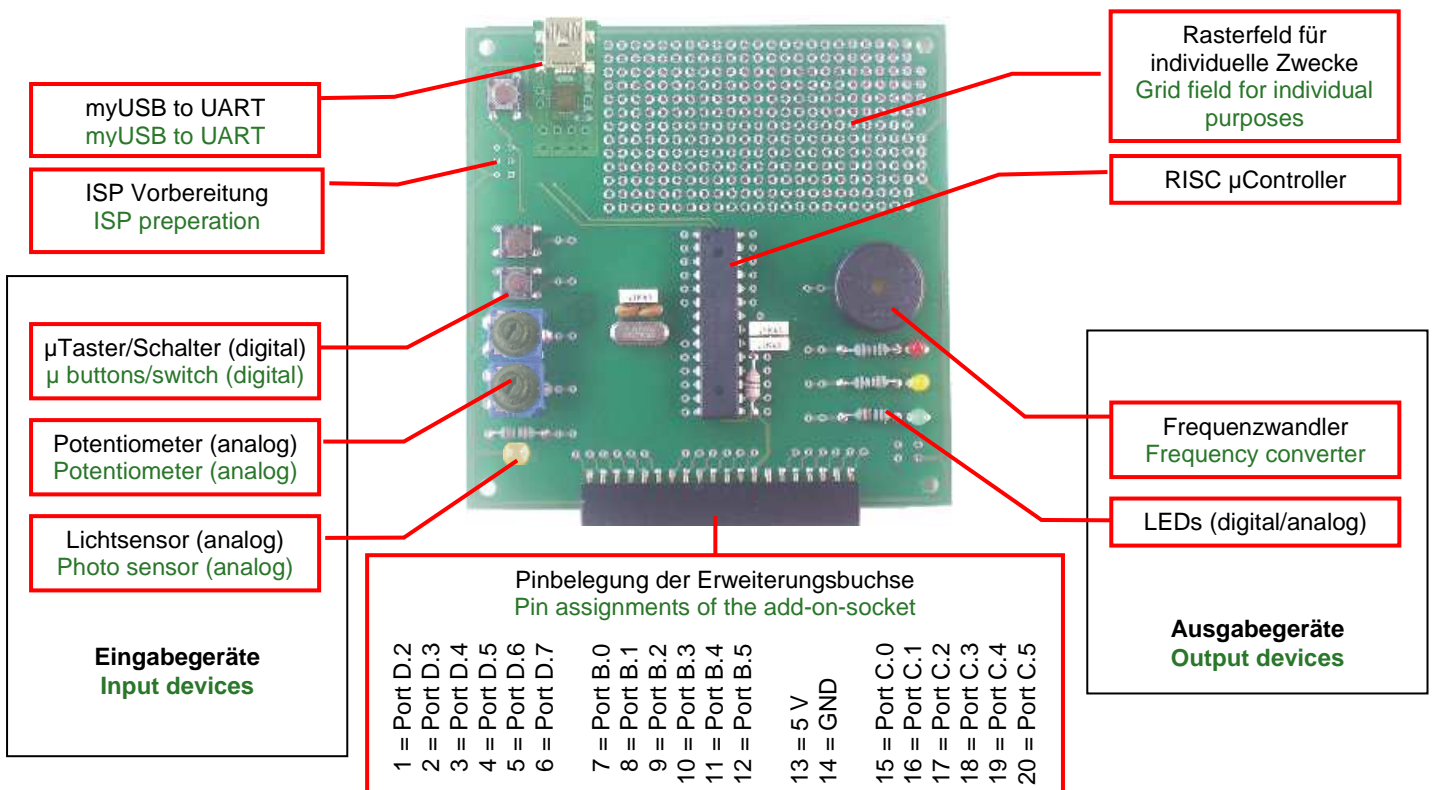 myUSB to UART
myUSB to UART
ISP Vorbereitung
ISP preperation
µTaster/Schalter (digital)
µ buttons/switch (digital)
Potentiometer (analog)
Potentiometer (analog)
Lichtsensor (analog)
Photo sensor (analog)
Eingabegeräte
Input devices
Rasterfeld für
individuelle Zwecke
Grid field for individual
purposes
RISC µController
Frequenzwandler
Frequency converter
LEDs (digital/analog)
Ausgabegeräte
Output devices
Pinbelegung der Erweiterungsbuchse
Pin assignments of the add-on-socket
1 = Port D.2
2 = Port D.3
3 = Port D.4
4 = Port D.5
5 = Port D.6
6 = Port D.7
7 = Port B.0
8 = Port B.1
9 = Port B.2
10 = Port B.3
11 = Port B.4
12 = Port B.5
13 = 5 V
14 = GND
15 = Port C.0
16 = Port C.1
17 = Port C.2
18 = Port C.3
19 = Port C.4
20 = Port C.5